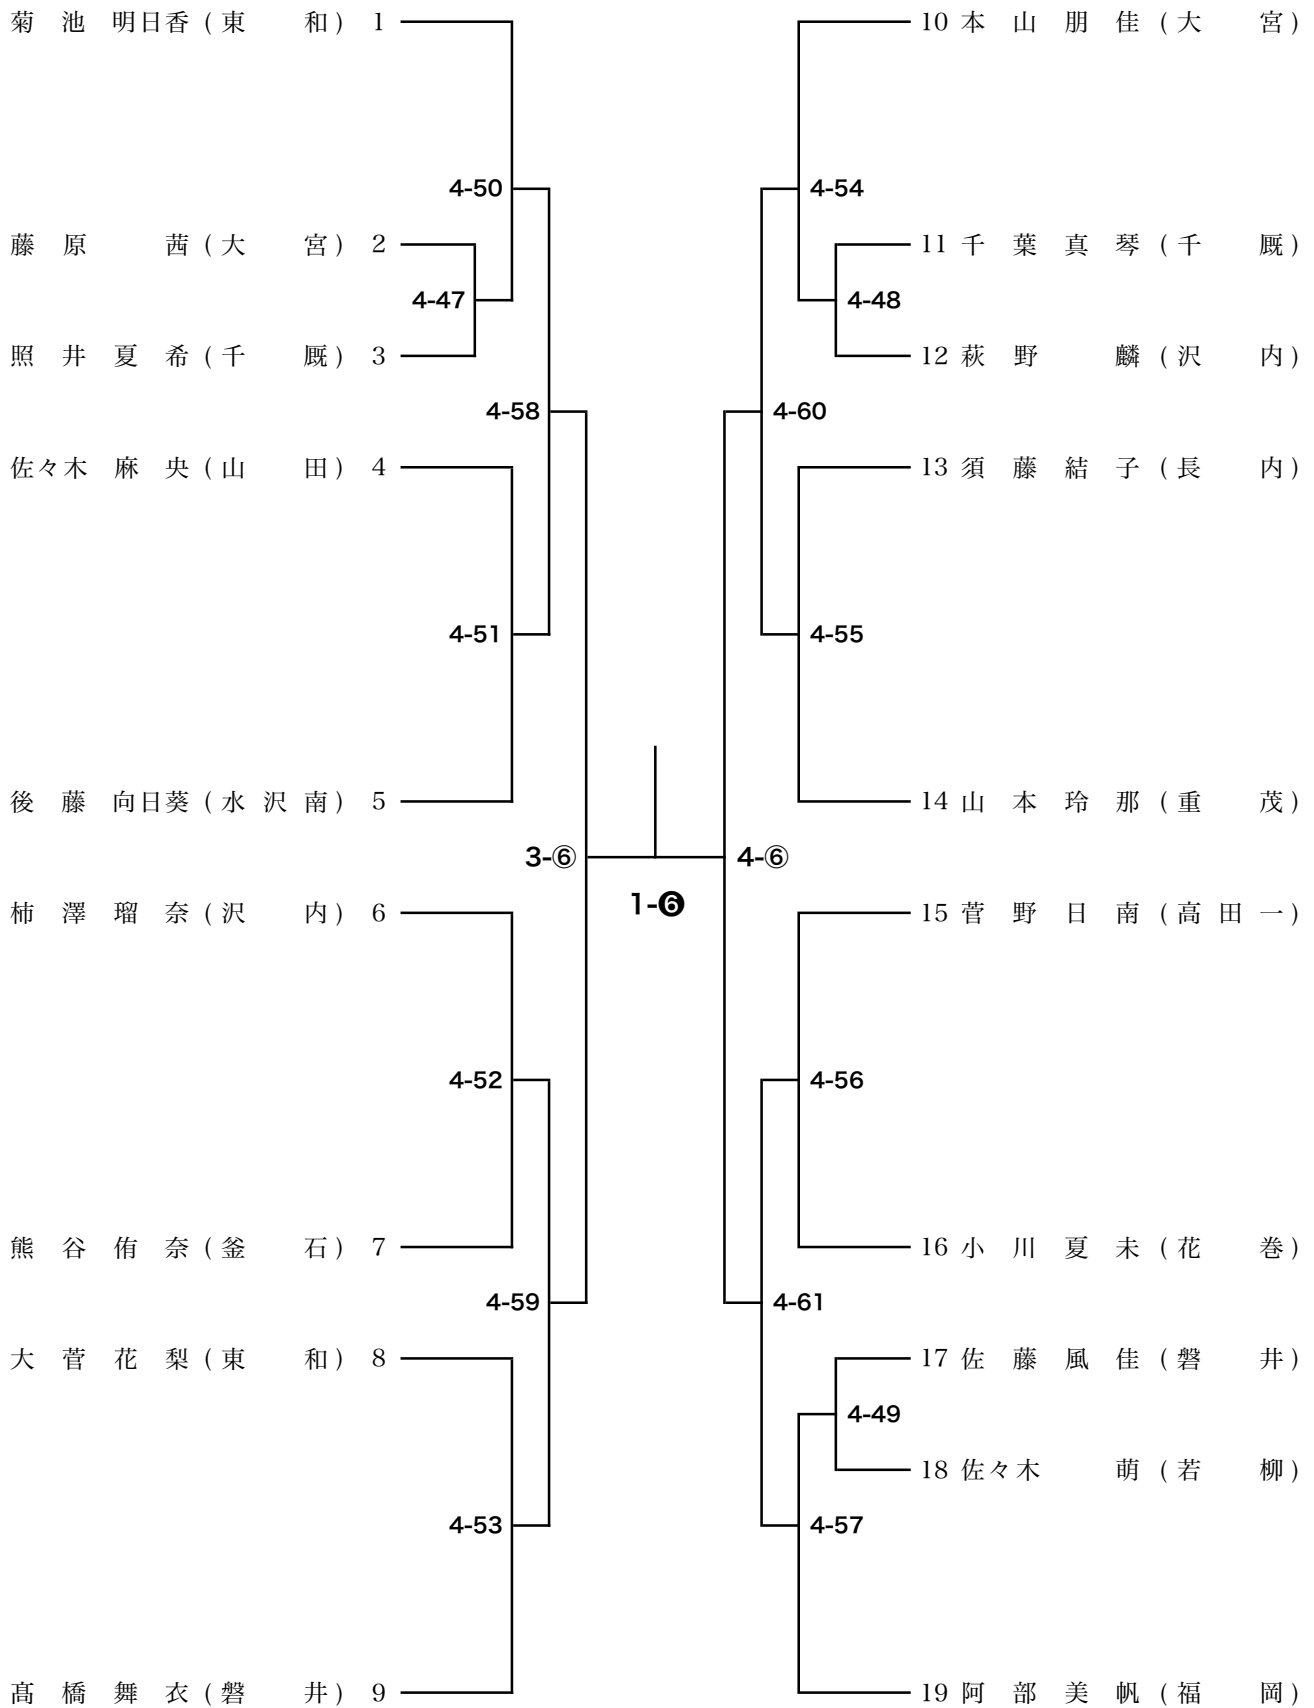 菊池明日香(東和) 1
4-50
藤原茜(大宮) 2
4-47
照井夏希(千厩) 3
4-58
佐々木麻央(山田) 4
4-51
後藤向日葵(水沢南) 5
3-⑥
柿澤瑠奈(沢内) 6
4-52
熊谷侑奈(釜石) 7
4-59
大菅花梨(東和) 8
4-53
髙橋舞衣(磐井) 9
1-❻
10 本山朋佳(大宮)
4-54
11 千葉真琴(千厩)
4-48
12 萩野麟(沢内)
4-60
13 須藤結子(長内)
4-55
14 山本玲那(重茂)
4-⑥
15 菅野日南(高田一)
4-56
16 小川夏未(花巻)
4-61
17 佐藤風佳(磐井)
4-49
18 佐々木萌(若柳)
4-57
19 阿部美帆(福岡)